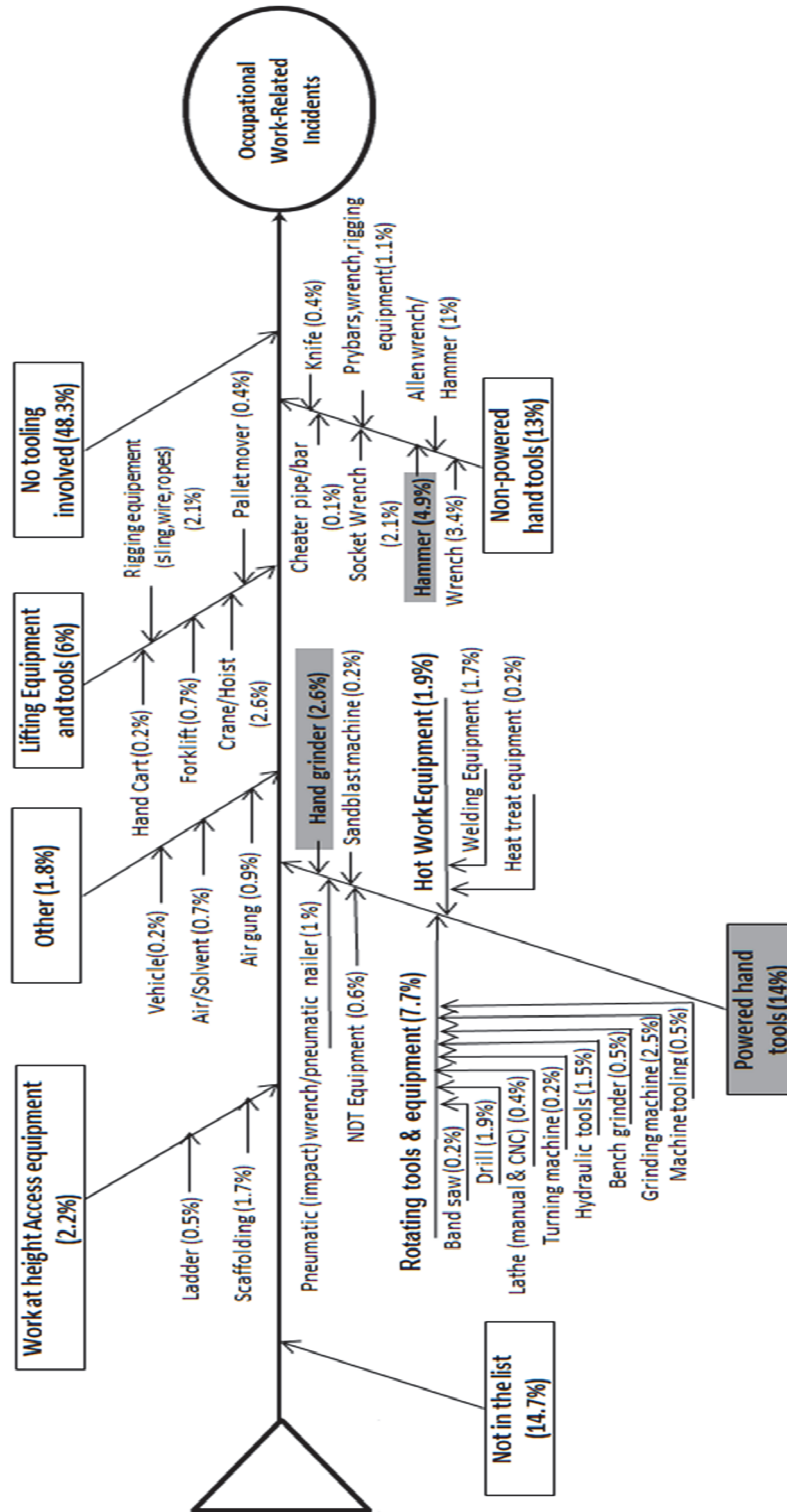 Work at height Access equipment
(2.2%)
Ladder (0.5%)
Scaffolding (1.7%)
Other (1.8%)
Vehicle(0.2%)
Air/Solvent (0.7%)
Air gung (0.9%)
Lifting Equipment
and tools (6%)
Hand Cart (0.2%)
Rigging equipement
(sling,wire,ropes)
(2.1%)
Forklift (0.7%)
Pallet mover (0.4%)
Crane/Hoist
(2.6%)
No tooling
involved (48.3%)
Occupational
Work-Related
Incidents
Not in the list
(14.7%)
Pneumatic (impact) wrench/pneumatic nailer (1 %)
Hand grinder (2.6%)
NDT Equipment (0.6%)
Sandblast machine (0.2%)
Rotating tools & equipment (7.7%)
Band saw (0.2%)
Drill (1.9%)
Lathe (manual & CNC) (0.4%)
Turning machine (0.2%)
Hydraulic tools (1.5%)
Bench grinder (0.5%)
Grinding machine (2.5%)
Machine tooling (0.5%)
Hot Work Equipment (1.9%)
Welding Equipment (1.7%)
Heat treat equipment (0.2%)
Powered hand
tools (14%)
Knife (0.4%)
Cheater pipe/bar
(0.1%)
Prybars,wrench,rigging
equipment(1.1%)
Socket Wrench
(2.1%)
Allen wrench/
Hammer (1%)
Hammer (4.9%)
Wrench (3.4%)
Non-powered
hand tools (13%)